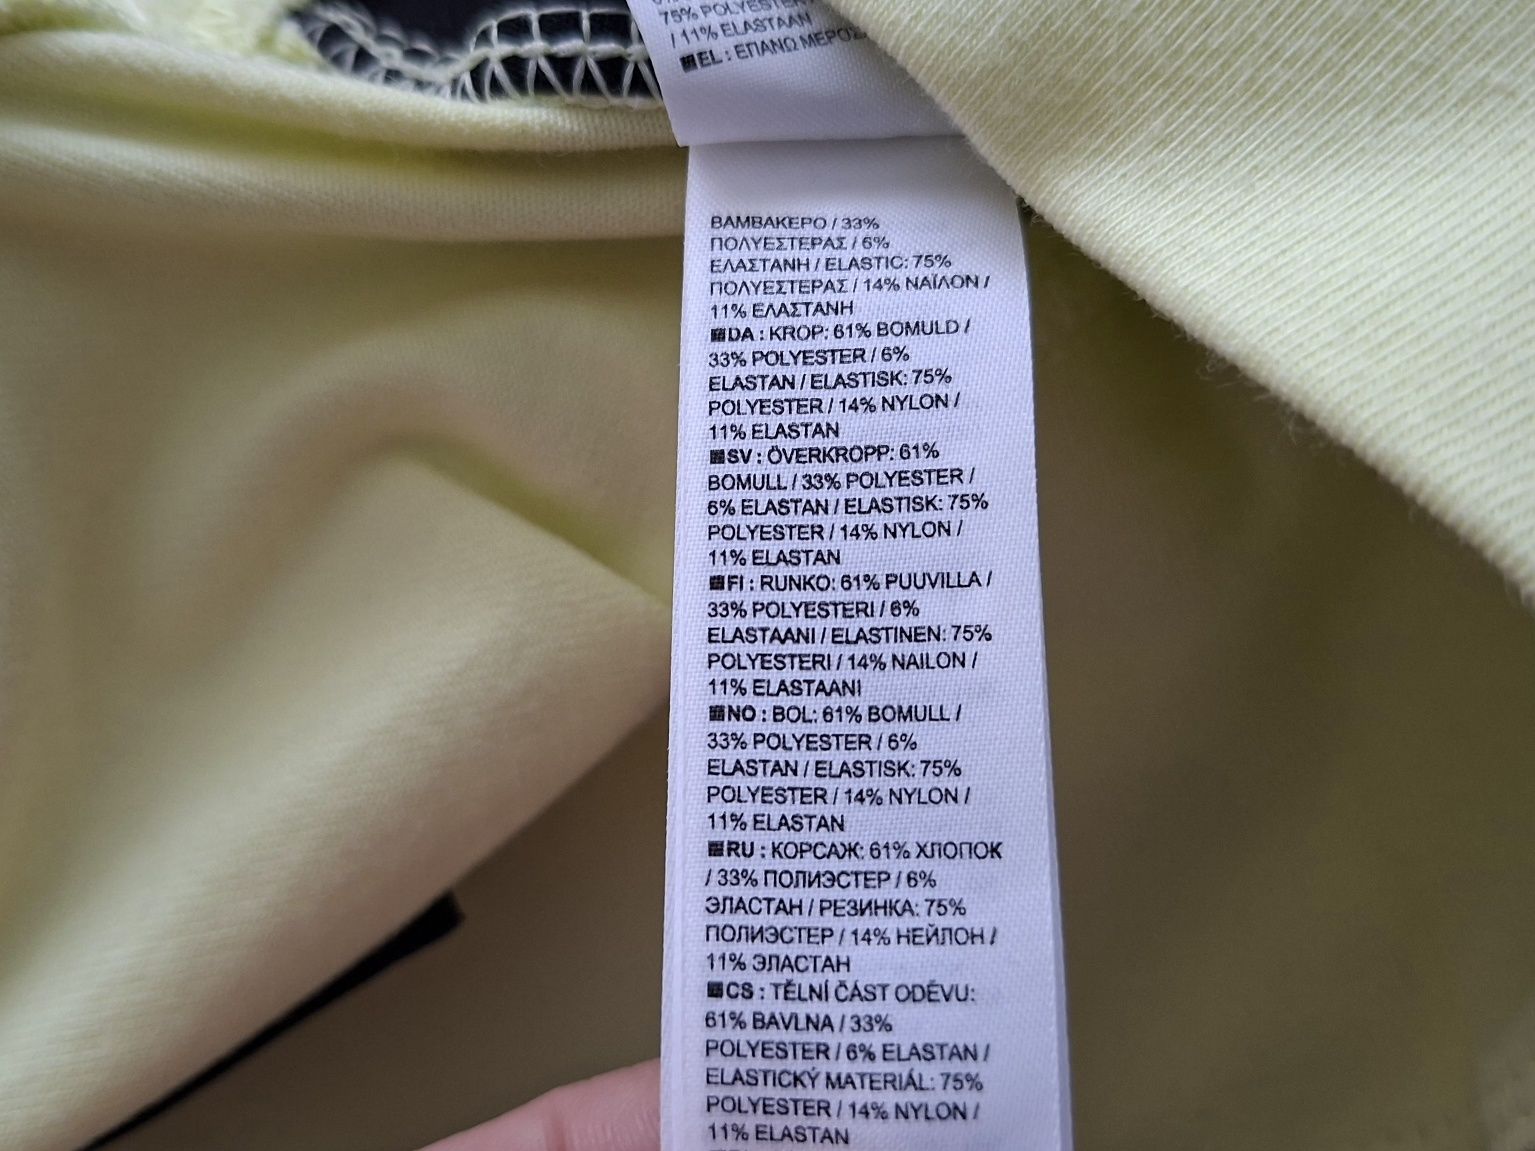 75% POLYESTER
/ 11% ELASTAAN
EL : ΕΠΑΝΩ ΜΕΡΟΣ
ΒΑΜΒΑΚΕΡΟ / 33%
ΠΟΛΥΕΣΤΕΡΑΣ / 6%
ΕΛΑΣΤΑΝΗ / ELASTIC: 75%
ΠΟΛΥΕΣΤΕΡΑΣ / 14% ΝΑΪΛΟΝ /
11% ΕΛΑΣΤΑΝΗ
DA : KROP: 61% BOMULD /
33% POLYESTER / 6%
ELASTAN / ELASTISK: 75%
POLYESTER / 14% NYLON /
11% ELASTAN
SV : ÖVERKROPP: 61%
BOMULL / 33% POLYESTER /
6% ELASTAN / ELASTISK: 75%
POLYESTER / 14% NYLON /
11% ELASTAN
FI : RUNKO: 61% PUUVILLA /
33% POLYESTERI / 6%
ELASTAANI / ELASTINEN: 75%
POLYESTERI / 14% NAILON /
11% ELASTAANI
NO : BOL: 61% BOMULL /
33% POLYESTER / 6%
ELASTAN / ELASTISK: 75%
POLYESTER / 14% NYLON /
11% ELASTAN
RU : КОРСАЖ: 61% ХЛОПОК
/ 33% ПОЛИЭСТЕР / 6%
ЭЛАСТАН / РЕЗИНКА: 75%
ПОЛИЭСТЕР / 14% НЕЙЛОН /
11% ЭЛАСТАН
CS : TĚLNÍ ČÁST ODĚVU:
61% BAVLNA / 33%
POLYESTER / 6% ELASTAN /
ELASTICKÝ MATERIÁL: 75%
POLYESTER / 14% NYLON /
11% ELASTAN